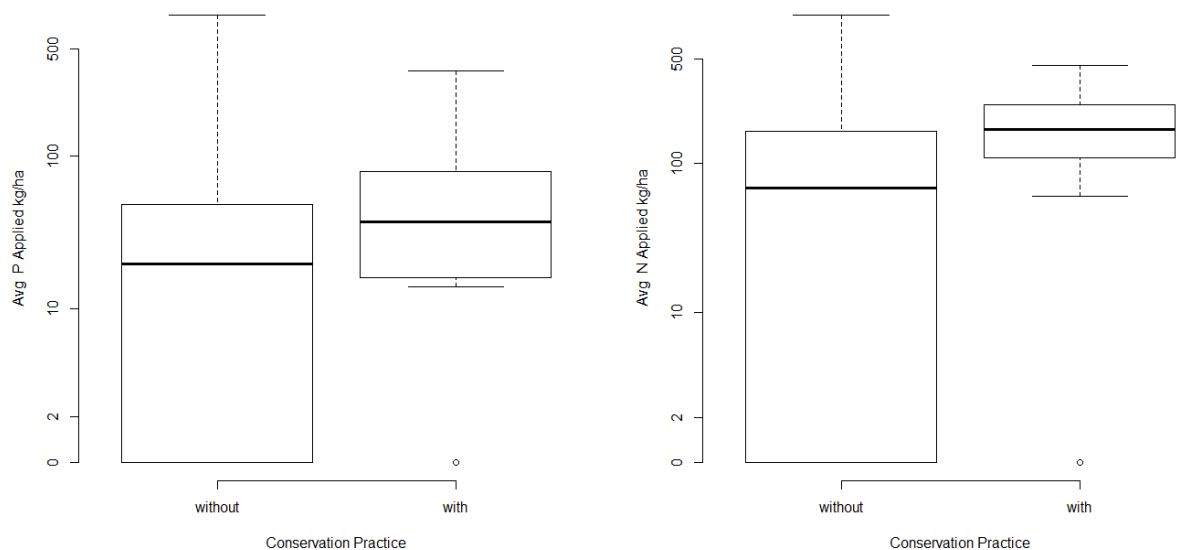 Avg P Applied kg/ha
500
100
10
2
0
without
with
Conservation Practice
Avg N Applied kg/ha
500
100
10
2
0
without
with
Conservation Practice